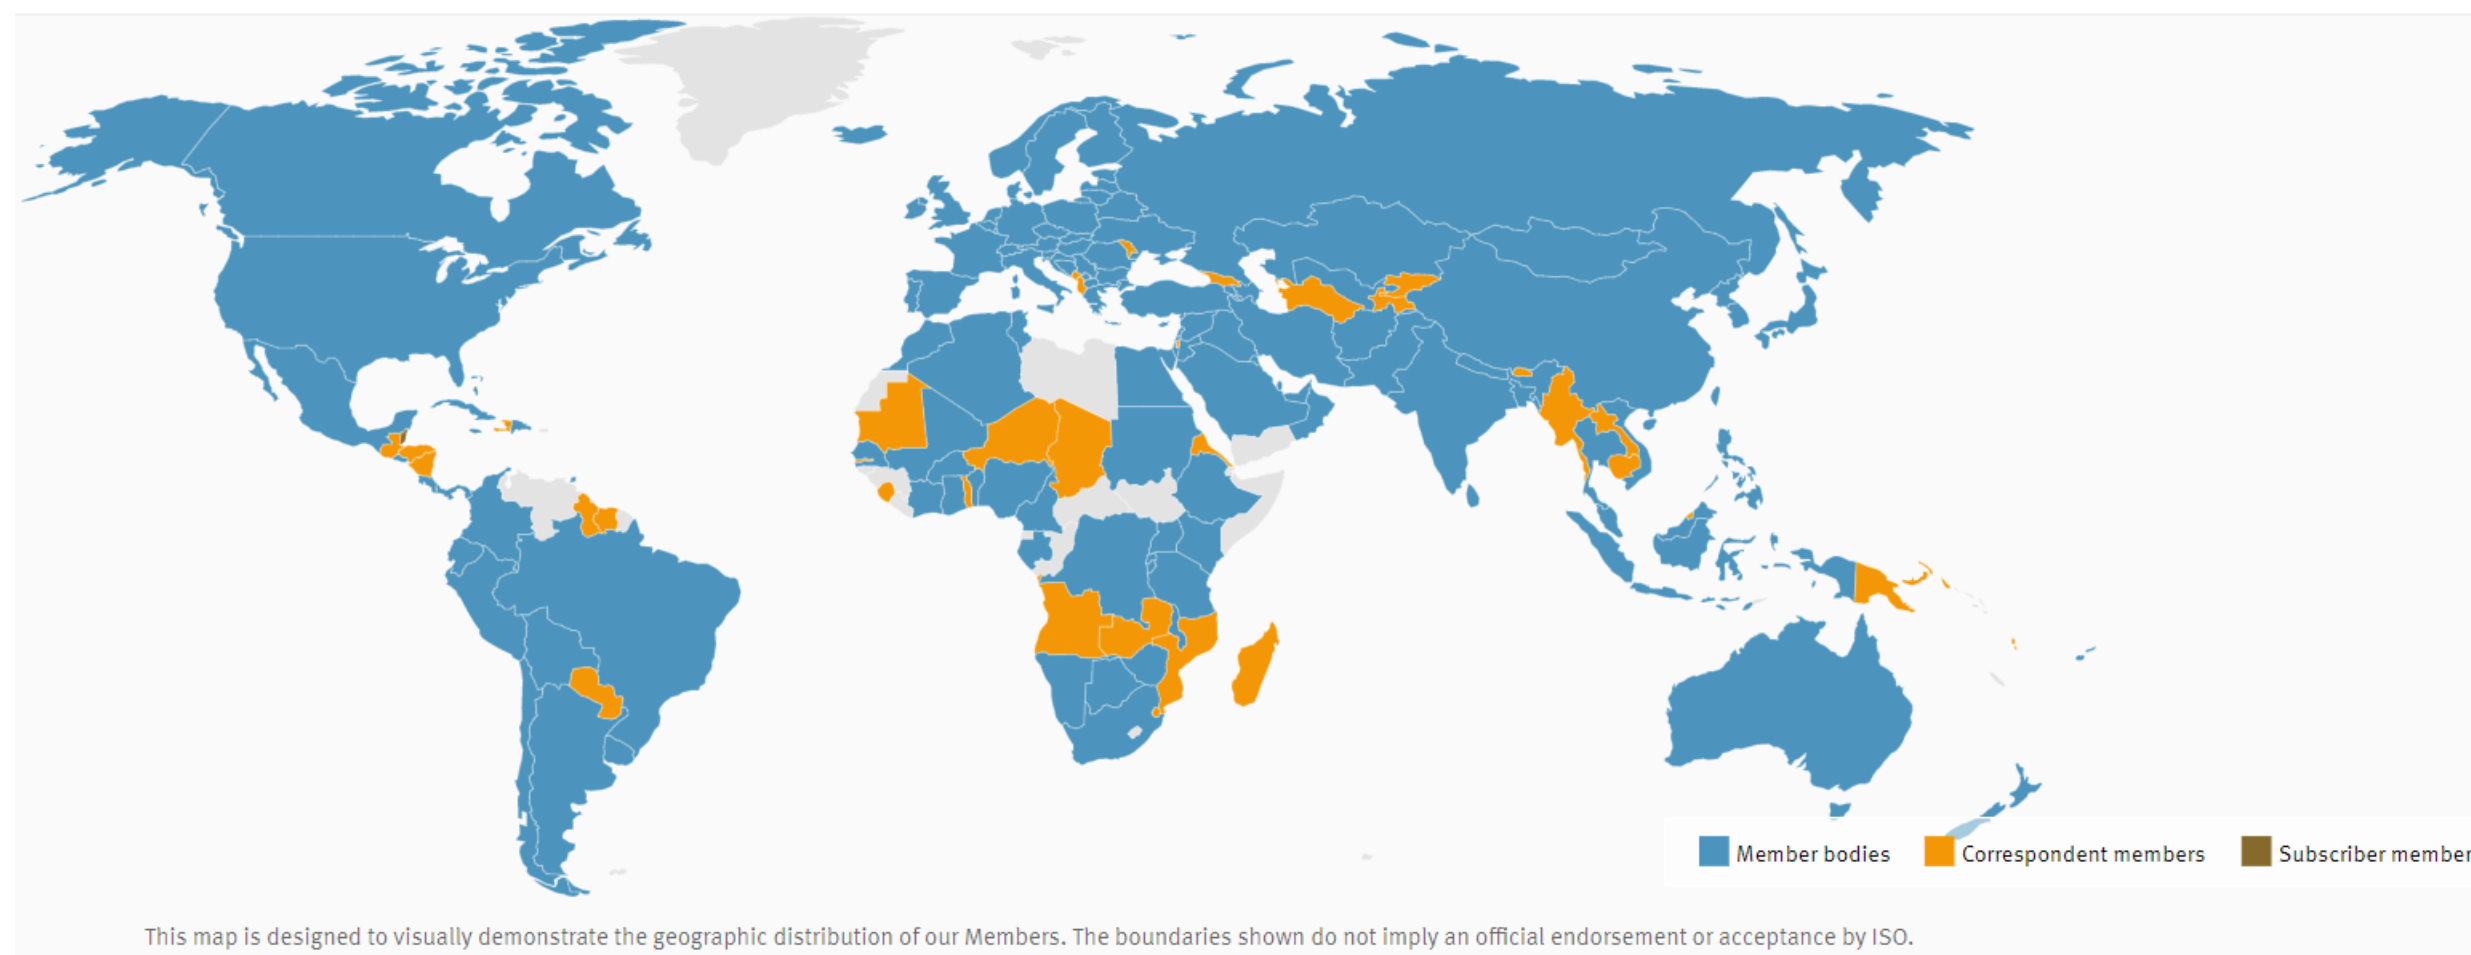 Member bodies Correspondent members Subscriber member
This map is designed to visually demonstrate the geographic distribution of our Members. The boundaries shown do not imply an official endorsement or acceptance by ISO.